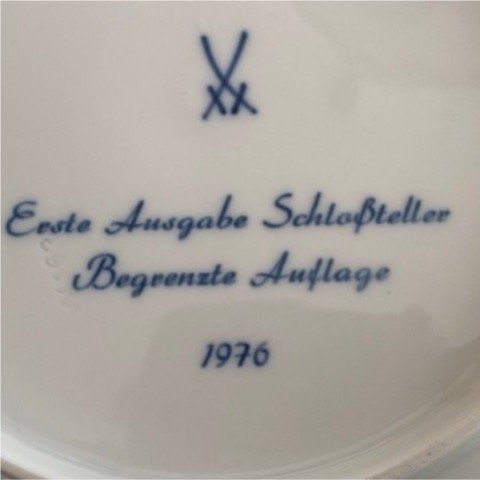 Erste Ausgabe Schloßteller
Begrenzte Auflage
1976